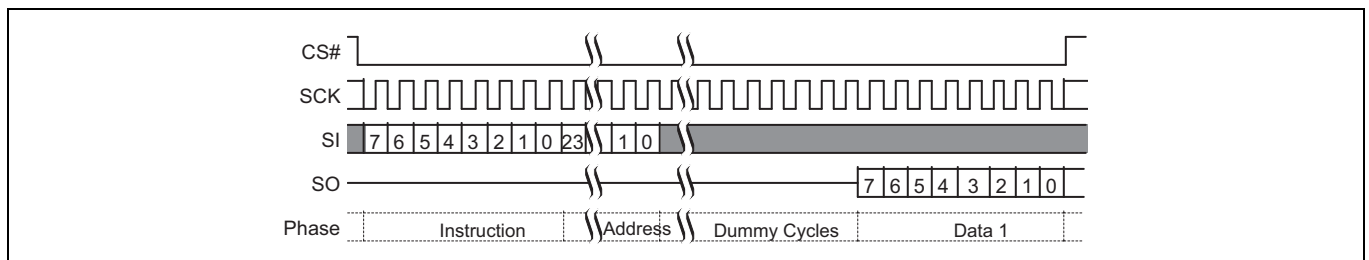 CS#
SCK
SI 7 6 5 4 3 2 1 0 23 1 0
SO 7 6 5 4 3 2 1 0
Phase Instruction Address Dummy Cycles Data 1